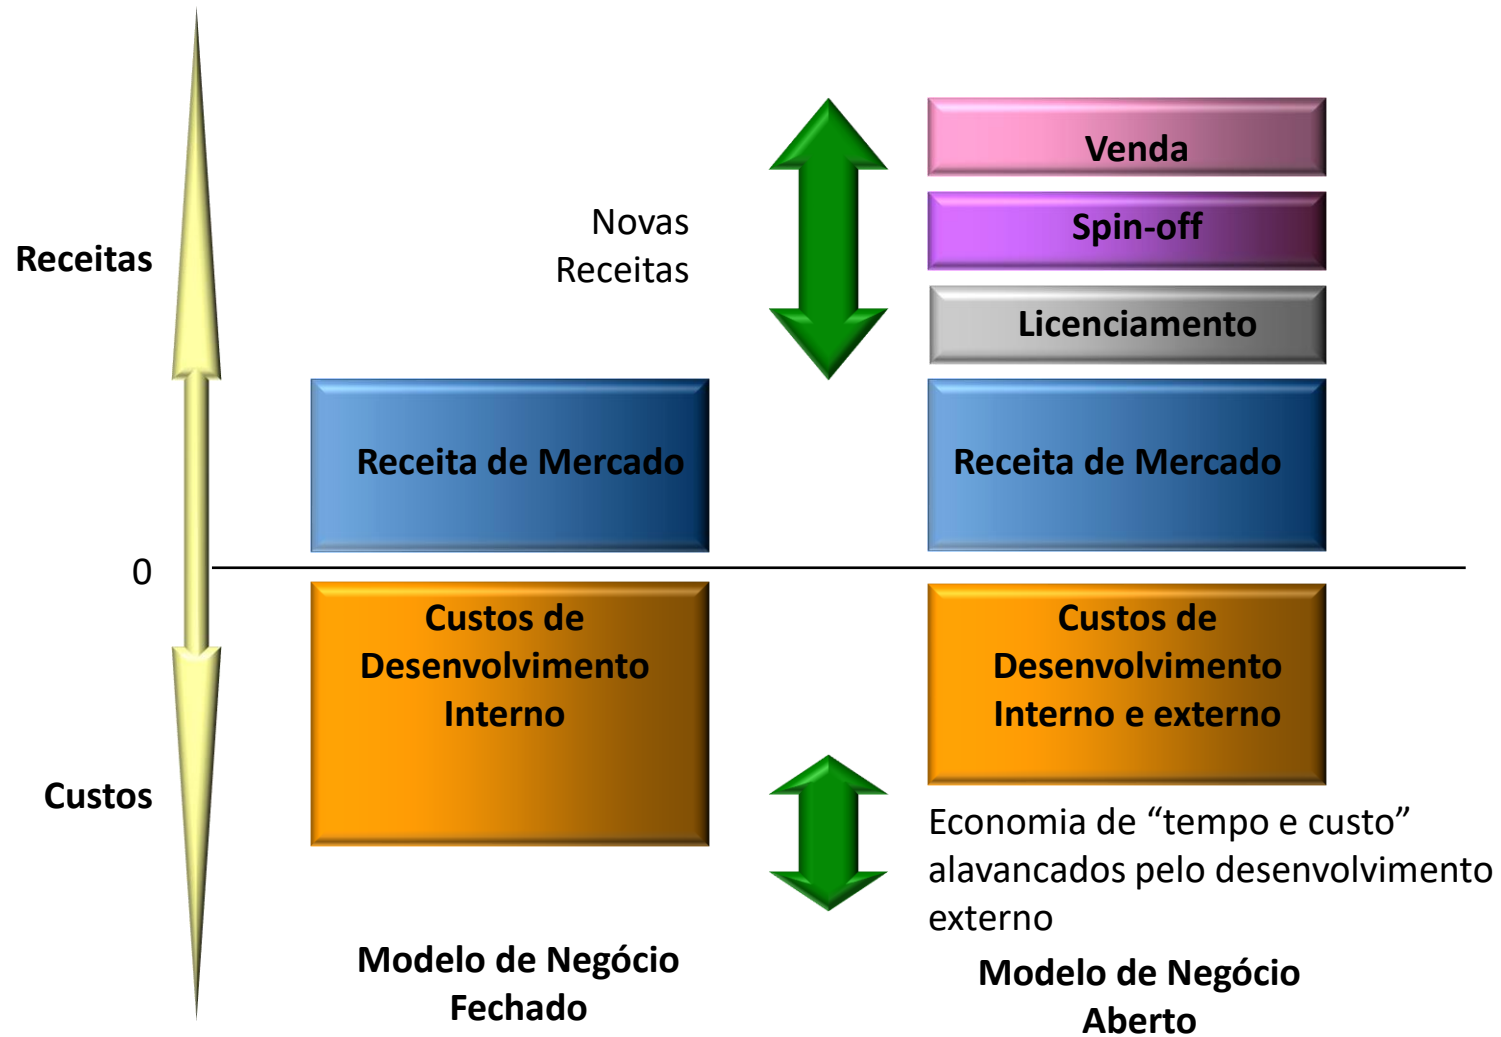 Venda
Spin-off
Novas
Receitas
Receitas
Licenciamento
Receita de Mercado
Receita de Mercado
0
Custos de
Desenvolvimento
Interno
Custos de
Desenvolvimento
Interno e externo
Custos
Economia de “tempo e custo”
alavancados pelo desenvolvimento
externo
Modelo de Negócio
Fechado
Modelo de Negócio
Aberto